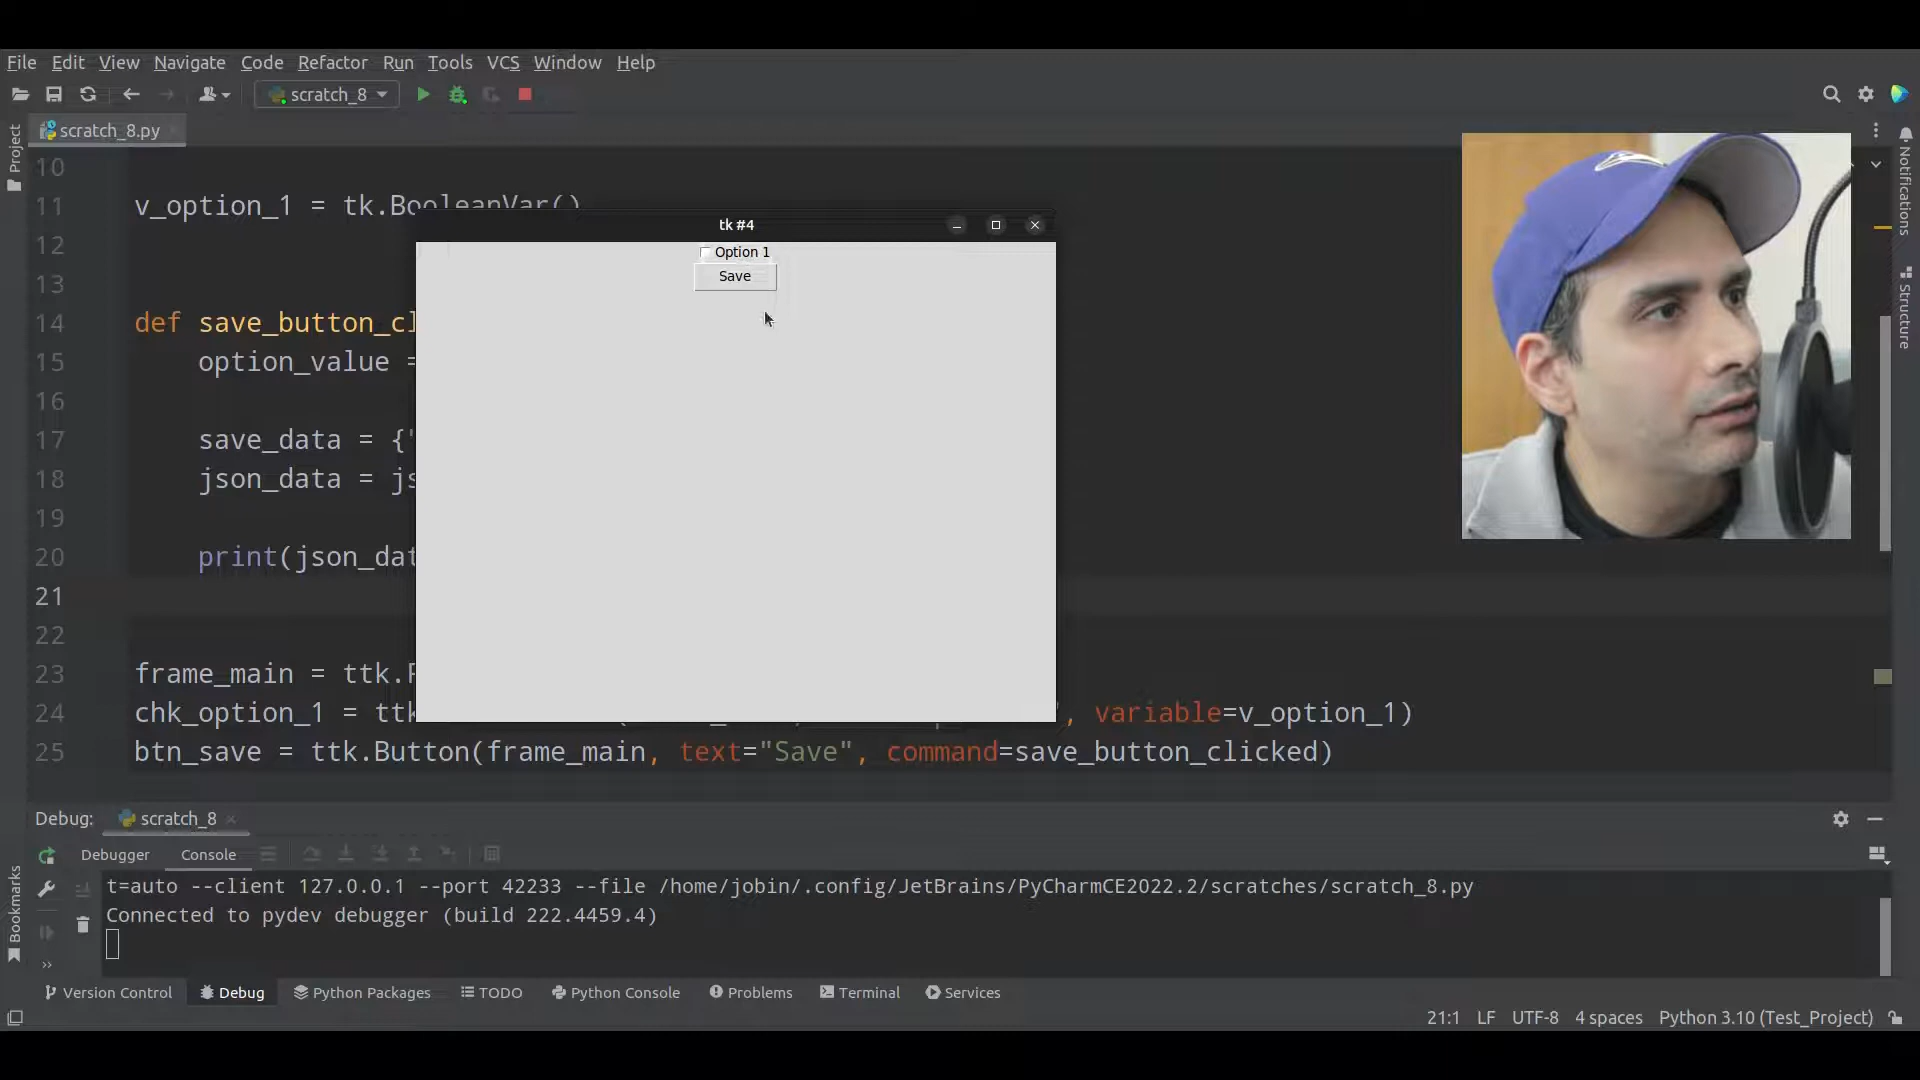 File Edit View Navigate Code Refactor Run Tools VCS Window Help
scratch_8
scratch_8.py
Project
Notifications
Structure
Bookmarks
10
11 v_option_1 = tk.BooleanVar()
12
13
14 def save_button_cl
15 option_value =
16
17 save_data = {'
18 json_data = js
19
20 print(json_dat
21
22
23 frame_main = ttk.F
24 chk_option_1 = ttk ", variable=v_option_1)
25 btn_save = ttk.Button(frame_main, text="Save", command=save_button_clicked)
tk #4
Option 1
Save
Debug: scratch_8
Debugger Console
t=auto --client 127.0.0.1 --port 42233 --file /home/jobin/.config/JetBrains/PyCharmCE2022.2/scratches/scratch_8.py
Connected to pydev debugger (build 222.4459.4)
Version Control Debug Python Packages TODO Python Console Problems Terminal Services
21:1 LF UTF-8 4 spaces Python 3.10 (Test_Project)